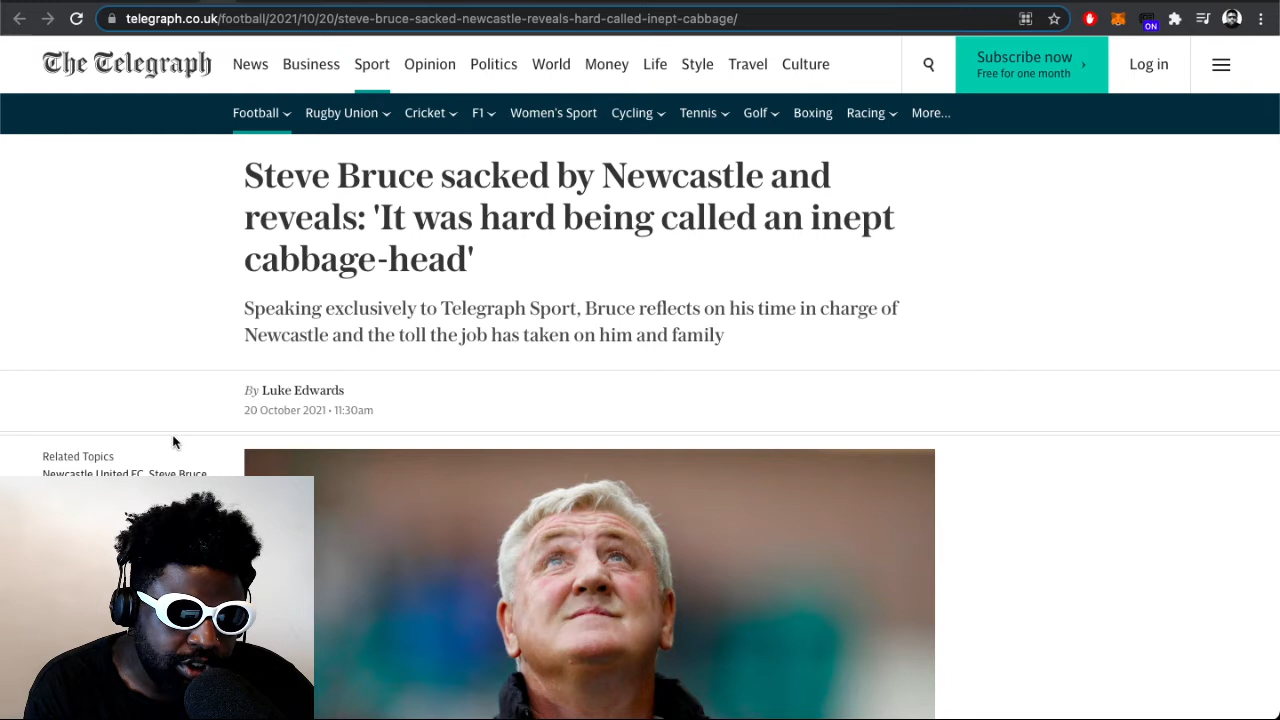 telegraph.co.uk/football/2021/10/20/steve-bruce-sacked-newcastle-reveals-hard-called-inept-cabbage/
ON
The Telegraph
News Business Sport Opinion Politics World Money Life Style Travel Culture
Subscribe now
Free for one month
Log in
Football Rugby Union Cricket F1 Women's Sport Cycling Tennis Golf Boxing Racing More...
Steve Bruce sacked by Newcastle and
reveals: 'It was hard being called an inept
cabbage-head'
Speaking exclusively to Telegraph Sport, Bruce reflects on his time in charge of
Newcastle and the toll the job has taken on him and family
By Luke Edwards
20 October 2021 • 11:30am
Related Topics
Newcastle United FC, Steve Bruce